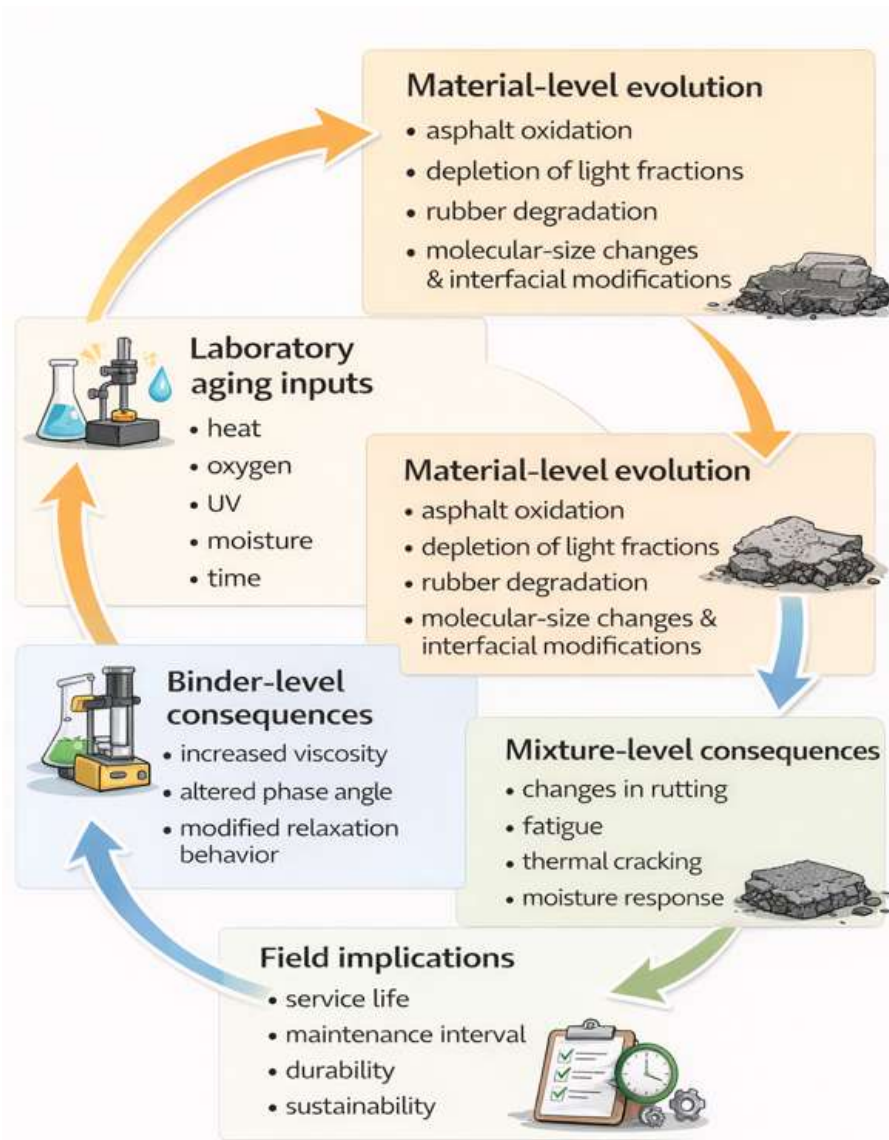 Material-level evolution
• asphalt oxidation
• depletion of light fractions
• rubber degradation
• molecular-size changes
& interfacial modifications
Laboratory
aging inputs
• heat
• oxygen
• UV
• moisture
• time
Material-level evolution
• asphalt oxidation
• depletion of light fractions
• rubber degradation
• molecular-size changes &
interfacial modifications
Binder-level
consequences
• increased viscosity
• altered phase angle
• modified relaxation
behavior
Mixture-level consequences
• changes in rutting
• fatigue
• thermal cracking
• moisture response
Field implications
• service life
• maintenance interval
• durability
• sustainability